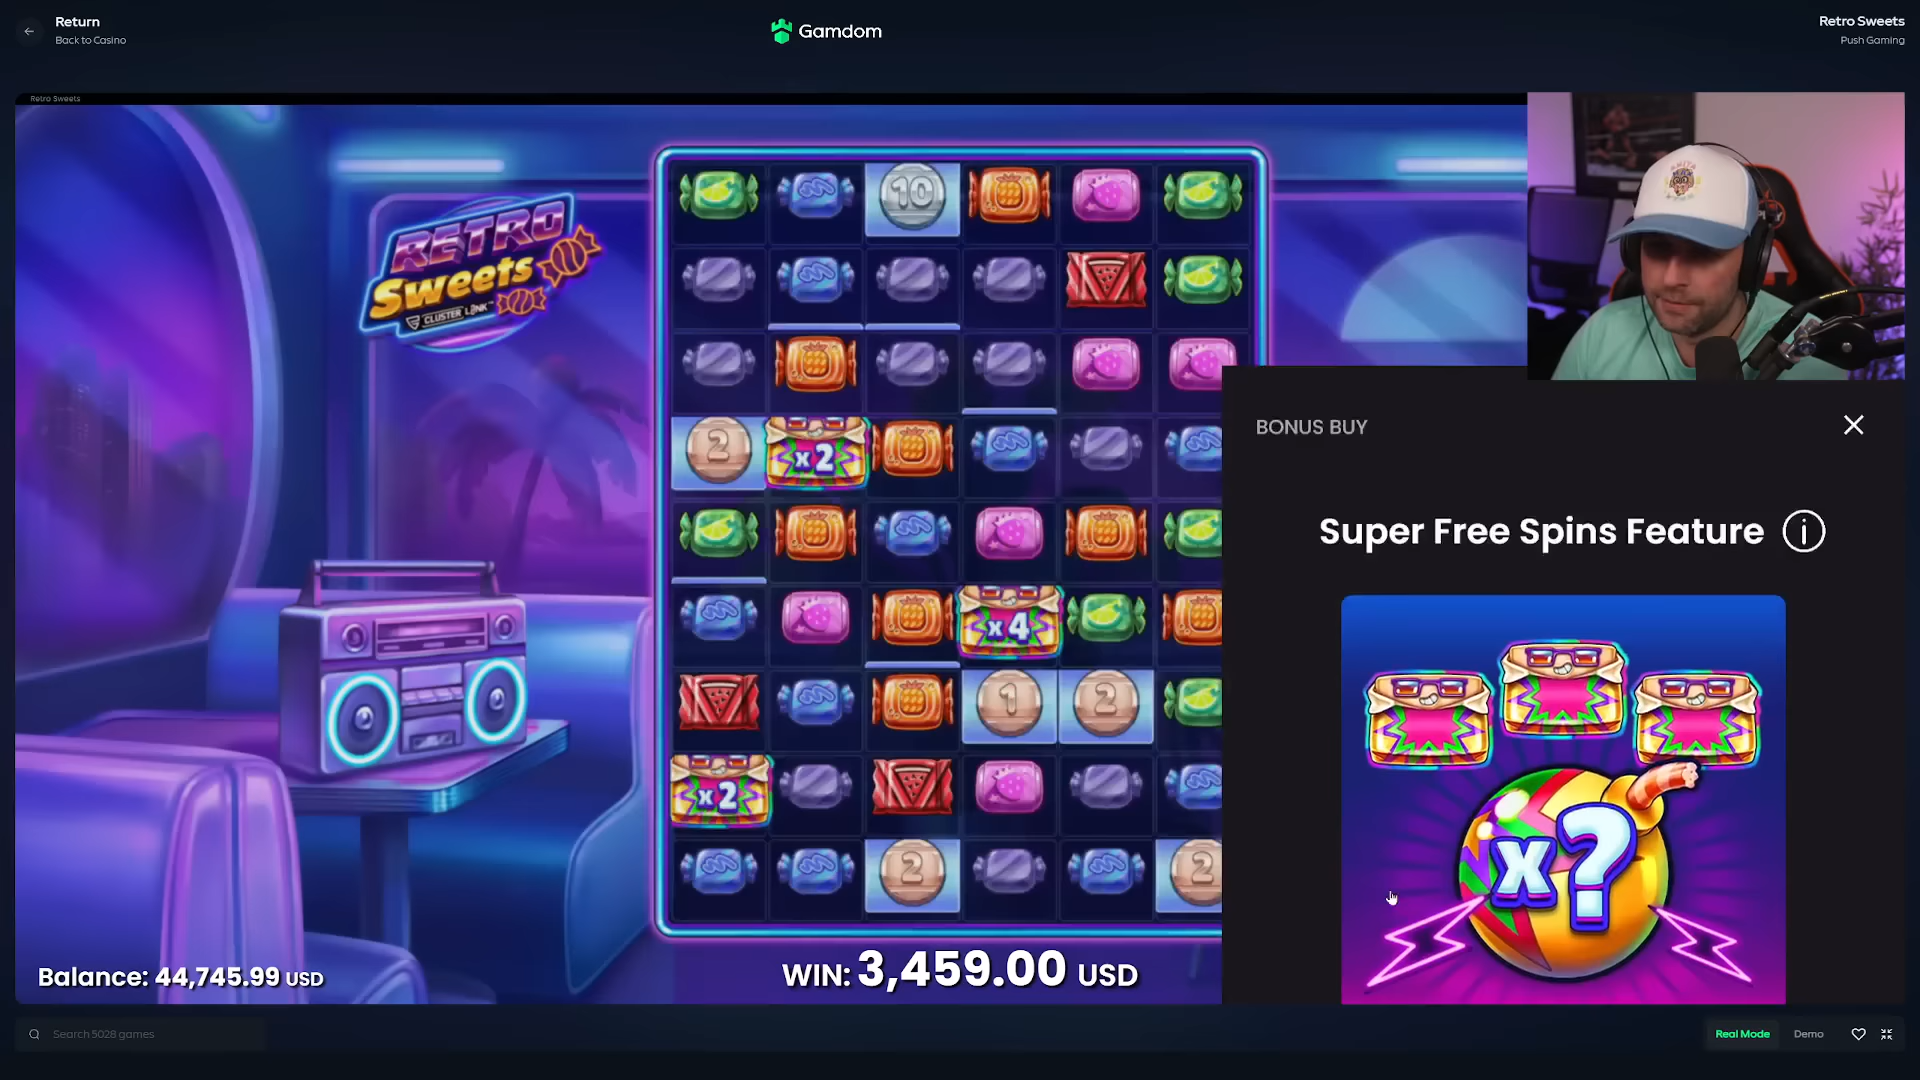 Return
Back to Casino
Gamdom
Retro Sweets
Push Gaming
Retro Sweets
RETRO
Sweets
CLUSTER LINK
10
2
x2
x4
1
2
x2
2
2
BONUS BUY
Super Free Spins Feature
x?
Balance: 44,745.99 USD
WIN: 3,459.00 USD
Search 5028 games
Real Mode
Demo